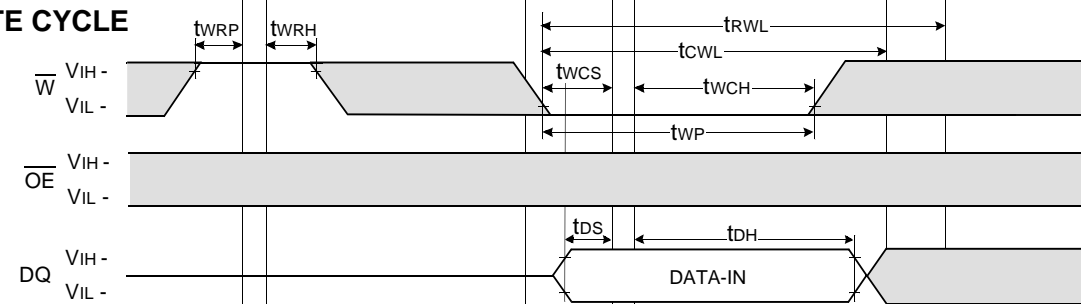 TE CYCLE
tWRP
tWRH
tRWL
tCWL
W
VIH -
VIL -
tWCS
tWCH
tWP
OE
VIH -
VIL -
tDS
tDH
DQ
VIH -
VIL -
DATA-IN